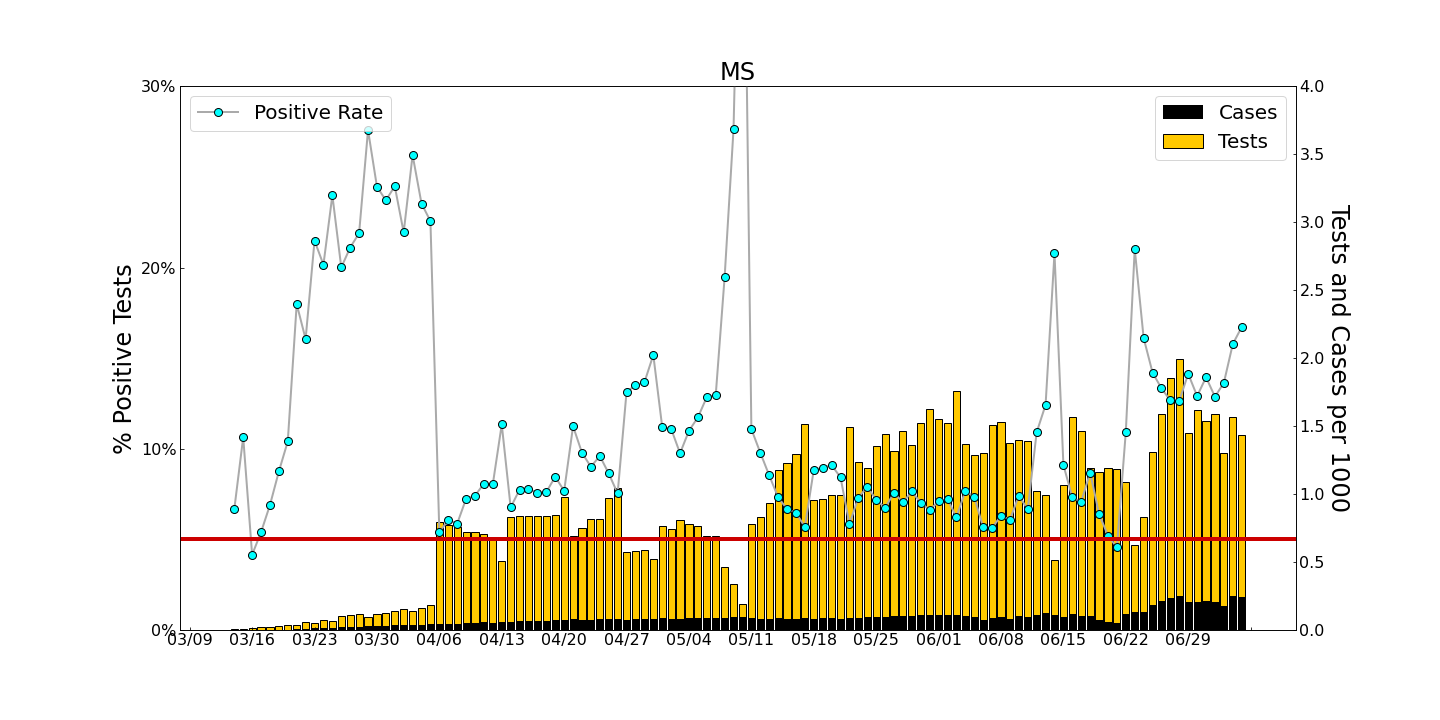 MS
30%
20%
10%
0%
% Positive Tests
Positive Rate
Cases
Tests
4.0
3.5
3.0
2.5
2.0
1.5
1.0
0.5
0.0
Tests and Cases per 1000
03/09 03/16 03/23 03/30 04/06 04/13 04/20 04/27 05/04 05/11 05/18 05/25 06/01 06/08 06/15 06/22 06/29